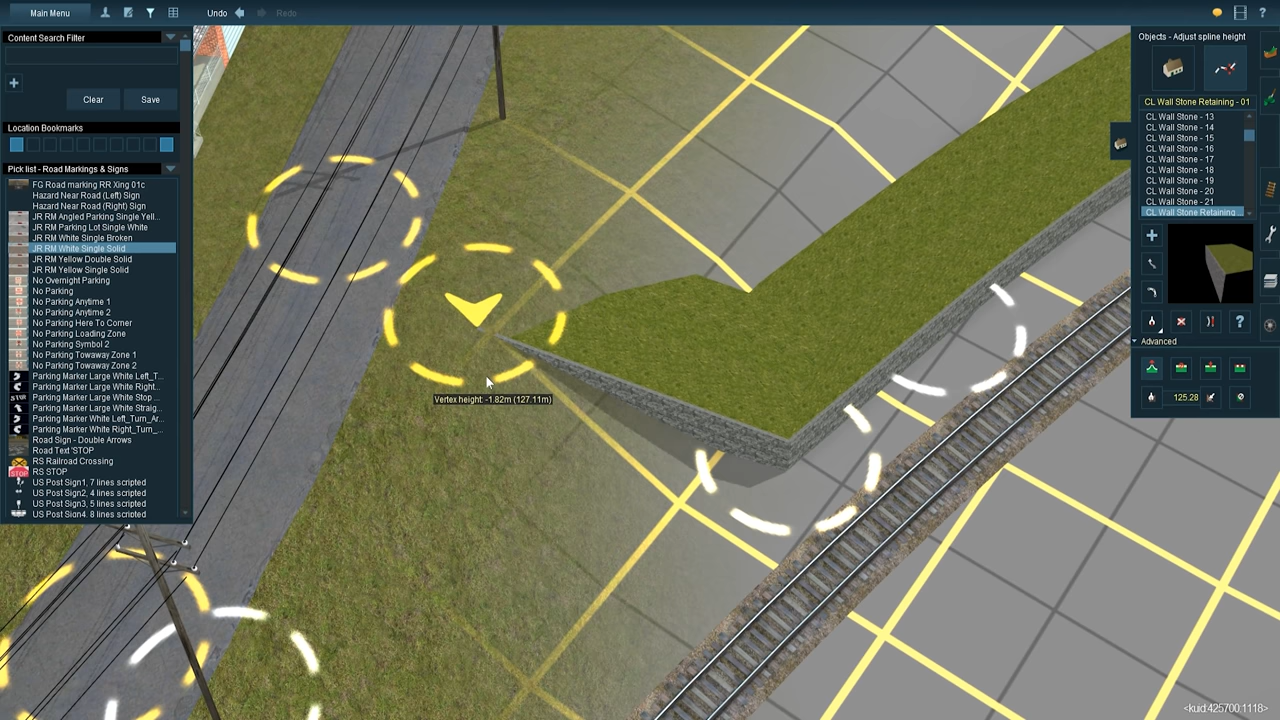 Main Menu
Undo
Redo
Content Search Filter
Clear
Save
Location Bookmarks
Pick list - Road Markings & Signs
FG Road marking RR Xing 01c
Hazard Near Road (Left) Sign
Hazard Near Road (Right) Sign
JR RM Angled Parking Single Yell...
JR RM Parking Lot Single White
JR RM White Single Broken
JR RM White Single Solid
JR RM Yellow Double Solid
JR RM Yellow Single Solid
No Overnight Parking
No Parking
No Parking Anytime 1
No Parking Anytime 2
No Parking Here To Corner
No Parking Loading Zone
No Parking Symbol 2
No Parking Towaway Zone 1
No Parking Towaway Zone 2
Parking Marker Large White Left_T...
Parking Marker Large White Right...
Parking Marker Large White Stop ...
Parking Marker Large White Straig...
Parking Marker White Left_Turn_Ar...
Parking Marker White Right_Turn_...
Road Sign - Double Arrows
Road Text 'STOP'
RS Railroad Crossing
RS STOP
US Post Sign1, 7 lines scripted
US Post Sign2, 4 lines scripted
US Post Sign3, 5 lines scripted
US Post Sign4, 8 lines scripted
Vertex height: -1.82m (127.11m)
Objects - Adjust spline height
CL Wall Stone Retaining - 01
CL Wall Stone - 13
CL Wall Stone - 14
CL Wall Stone - 15
CL Wall Stone - 16
CL Wall Stone - 17
CL Wall Stone - 18
CL Wall Stone - 19
CL Wall Stone - 20
CL Wall Stone - 21
CL Wall Stone Retaining ...
Advanced
125.28
<kuid:425700:1118>